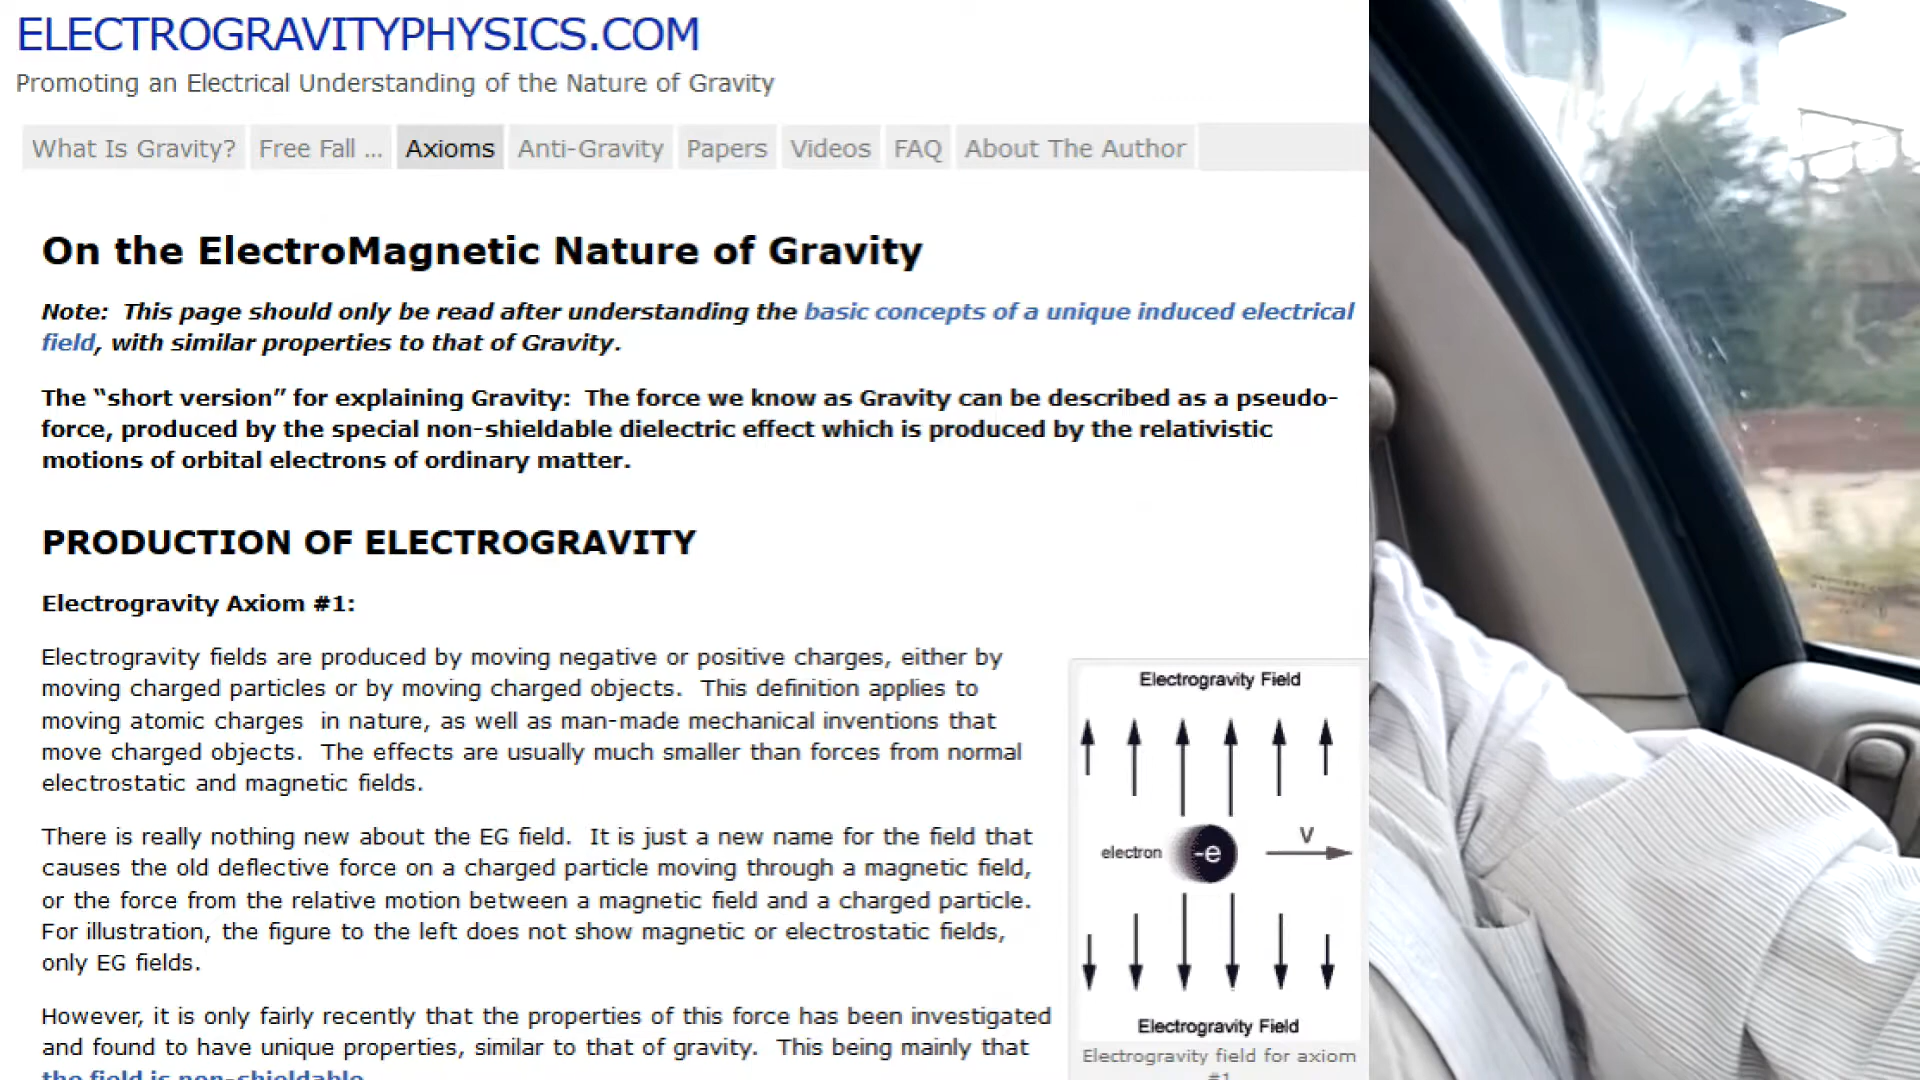 ELECTROGRAVITYPHYSICS.COM
Promoting an Electrical Understanding of the Nature of Gravity
What Is Gravity? Free Fall ... Axioms Anti-Gravity Papers Videos FAQ About The Author
On the ElectroMagnetic Nature of Gravity
Note: This page should only be read after understanding the basic concepts of a unique induced electrical
field, with similar properties to that of Gravity.
The “short version” for explaining Gravity: The force we know as Gravity can be described as a pseudo-
force, produced by the special non-shieldable dielectric effect which is produced by the relativistic
motions of orbital electrons of ordinary matter.
PRODUCTION OF ELECTROGRAVITY
Electrogravity Axiom #1:
Electrogravity fields are produced by moving negative or positive charges, either by
moving charged particles or by moving charged objects. This definition applies to
moving atomic charges in nature, as well as man-made mechanical inventions that
move charged objects. The effects are usually much smaller than forces from normal
electrostatic and magnetic fields.
There is really nothing new about the EG field. It is just a new name for the field that
causes the old deflective force on a charged particle moving through a magnetic field,
or the force from the relative motion between a magnetic field and a charged particle.
For illustration, the figure to the left does not show magnetic or electrostatic fields,
only EG fields.
However, it is only fairly recently that the properties of this force has been investigated
and found to have unique properties, similar to that of gravity. This being mainly that
the field is non-shieldable
Electrogravity Field
electron -e V
Electrogravity Field
Electrogravity field for axiom
#1